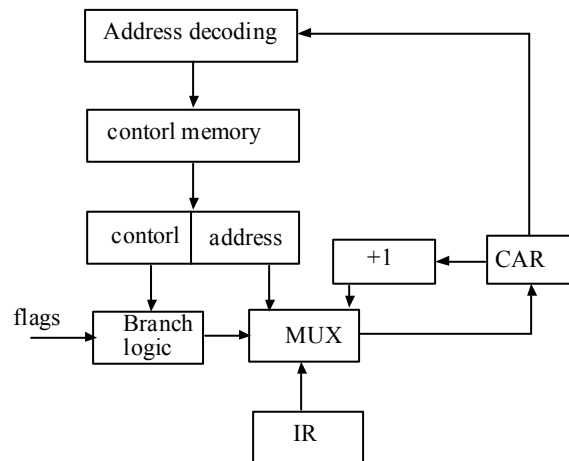 Address decoding
contorl memory
contorl
address
+1
CAR
flags
Branch
logic
MUX
IR